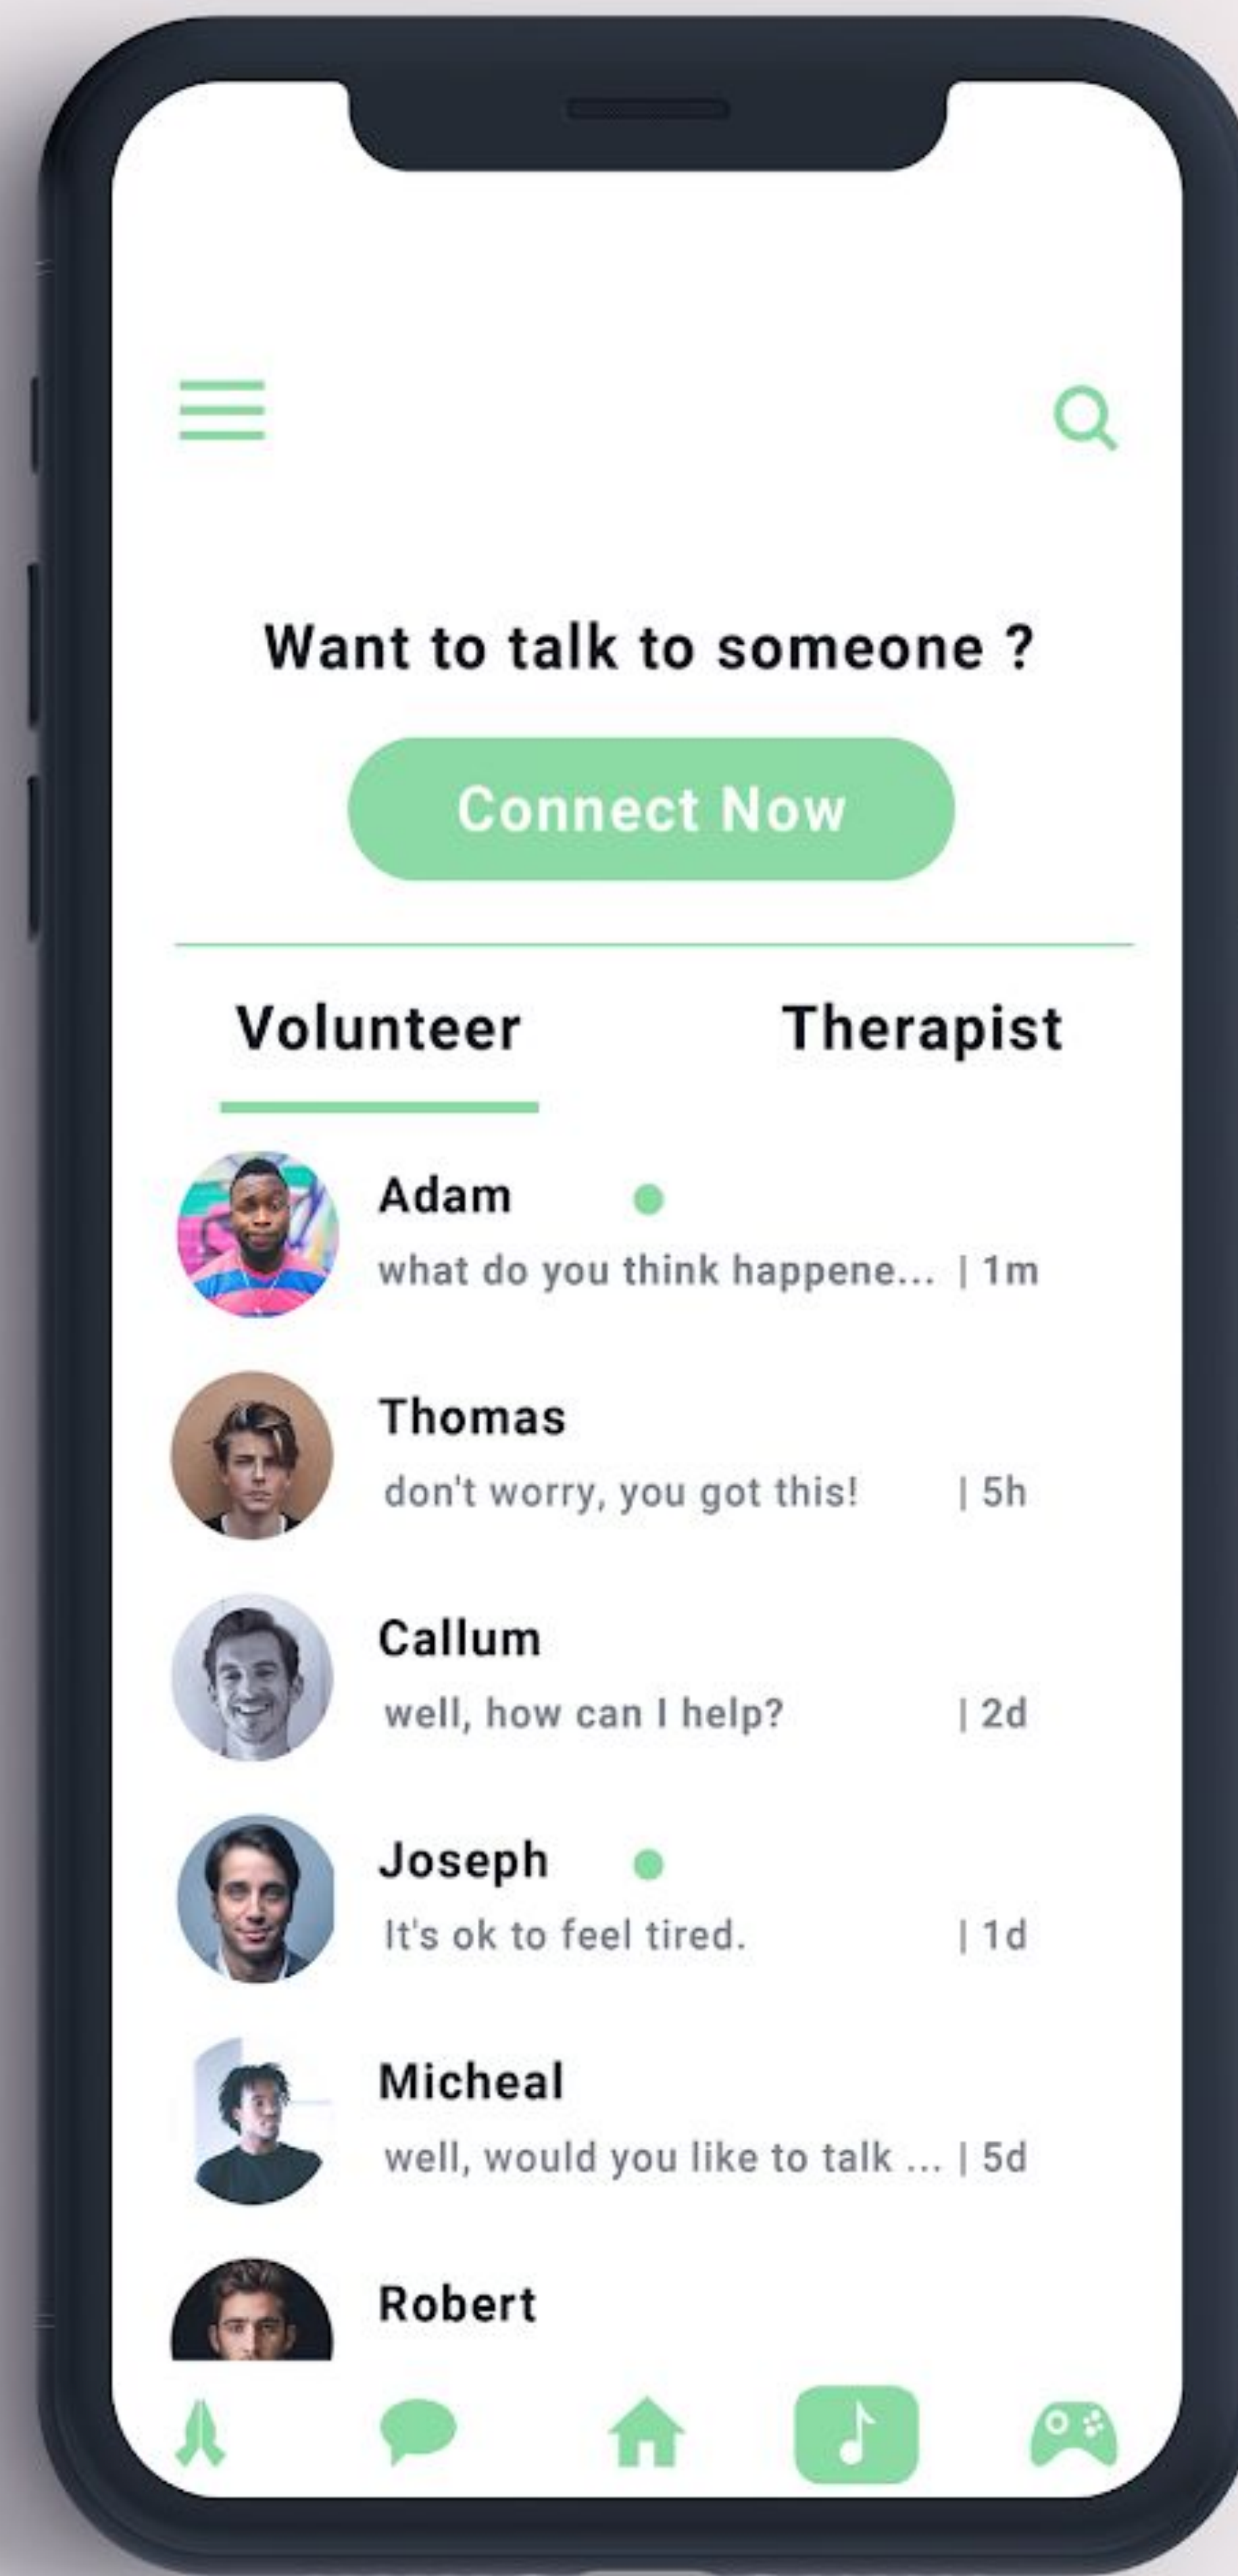 Want to talk to someone ?
Connect Now
Volunteer Therapist
Adam
what do you think happene... | 1m
Thomas
don't worry, you got this! | 5h
Callum
well, how can I help? | 2d
Joseph
It's ok to feel tired. | 1d
Micheal
well, would you like to talk ... | 5d
Robert